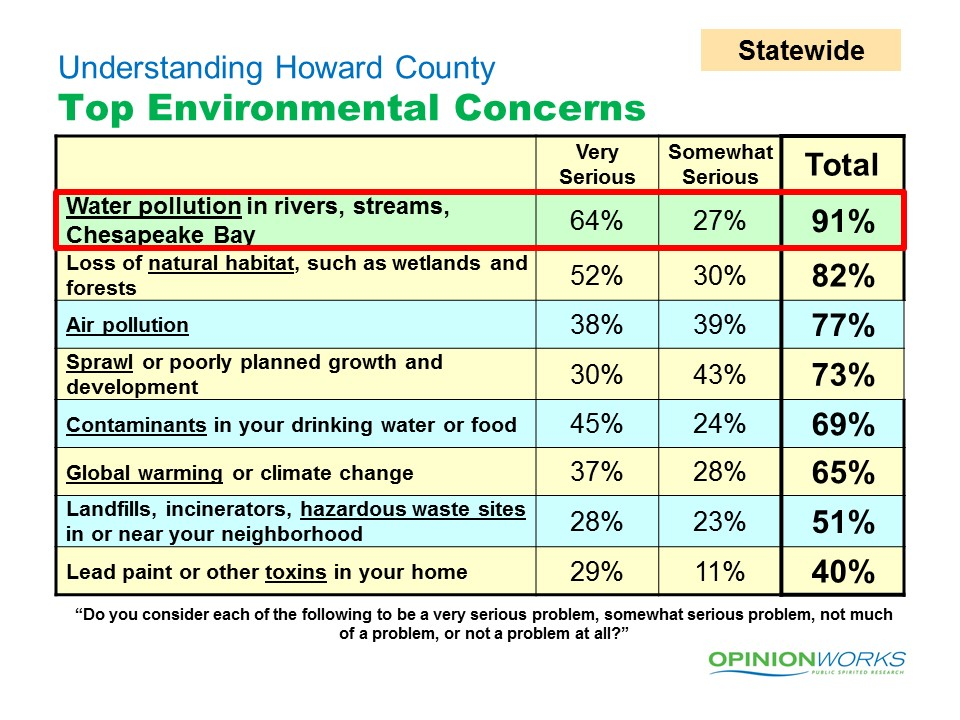 Statewide
Understanding Howard County
Top Environmental Concerns
Very
Serious
Somewhat
Serious
Total
Water pollution in rivers, streams,
Chesapeake Bay
64%
27%
91%
Loss of natural habitat, such as wetlands and
forests
52%
30%
82%
Air pollution
38%
39%
77%
Sprawl or poorly planned growth and
development
30%
43%
73%
Contaminants in your drinking water or food
45%
24%
69%
Global warming or climate change
37%
28%
65%
Landfills, incinerators, hazardous waste sites
in or near your neighborhood
28%
23%
51%
Lead paint or other toxins in your home
29%
11%
40%
“Do you consider each of the following to be a very serious problem, somewhat serious problem, not much
of a problem, or not a problem at all?”
OPINIONWORKS
PUBLIC SPIRITED RESEARCH